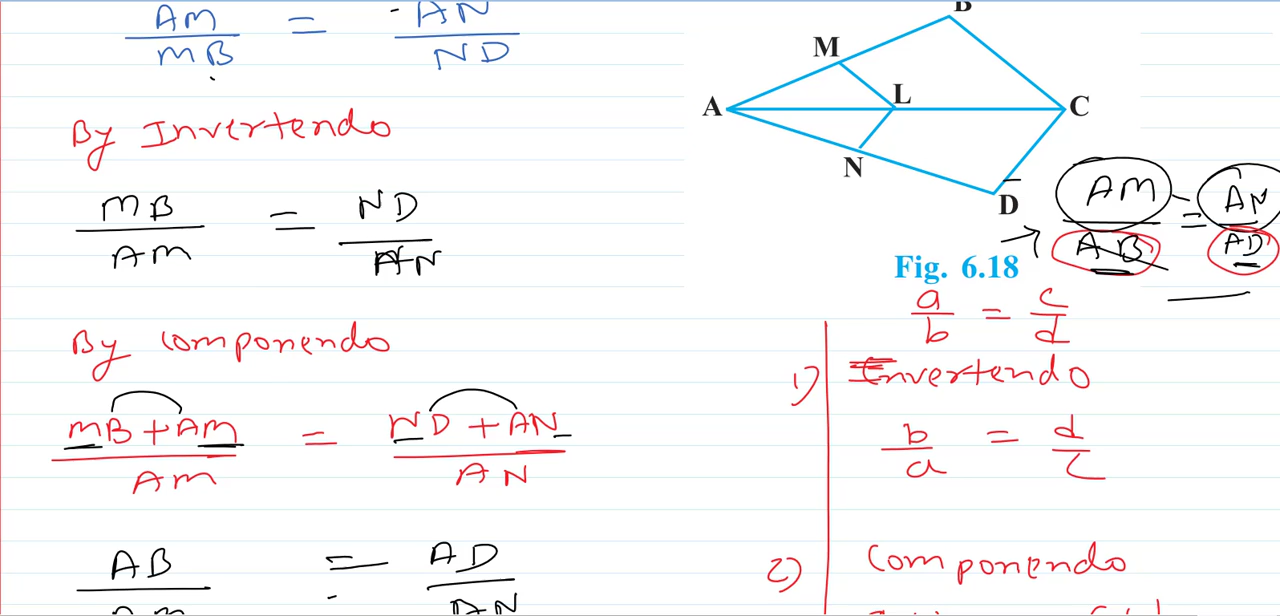 AM/MB = AN/ND
By Invertendo
MB/AM = ND/AN
By componendo
MB+AM/AM = ND+AN/AN
AB/AM = AD/AN
B
M
A
L
C
N
D
AM/AB = AN/AD
Fig. 6.18
a/b = c/d
1) Invertendo
b/a = d/c
2) Componendo